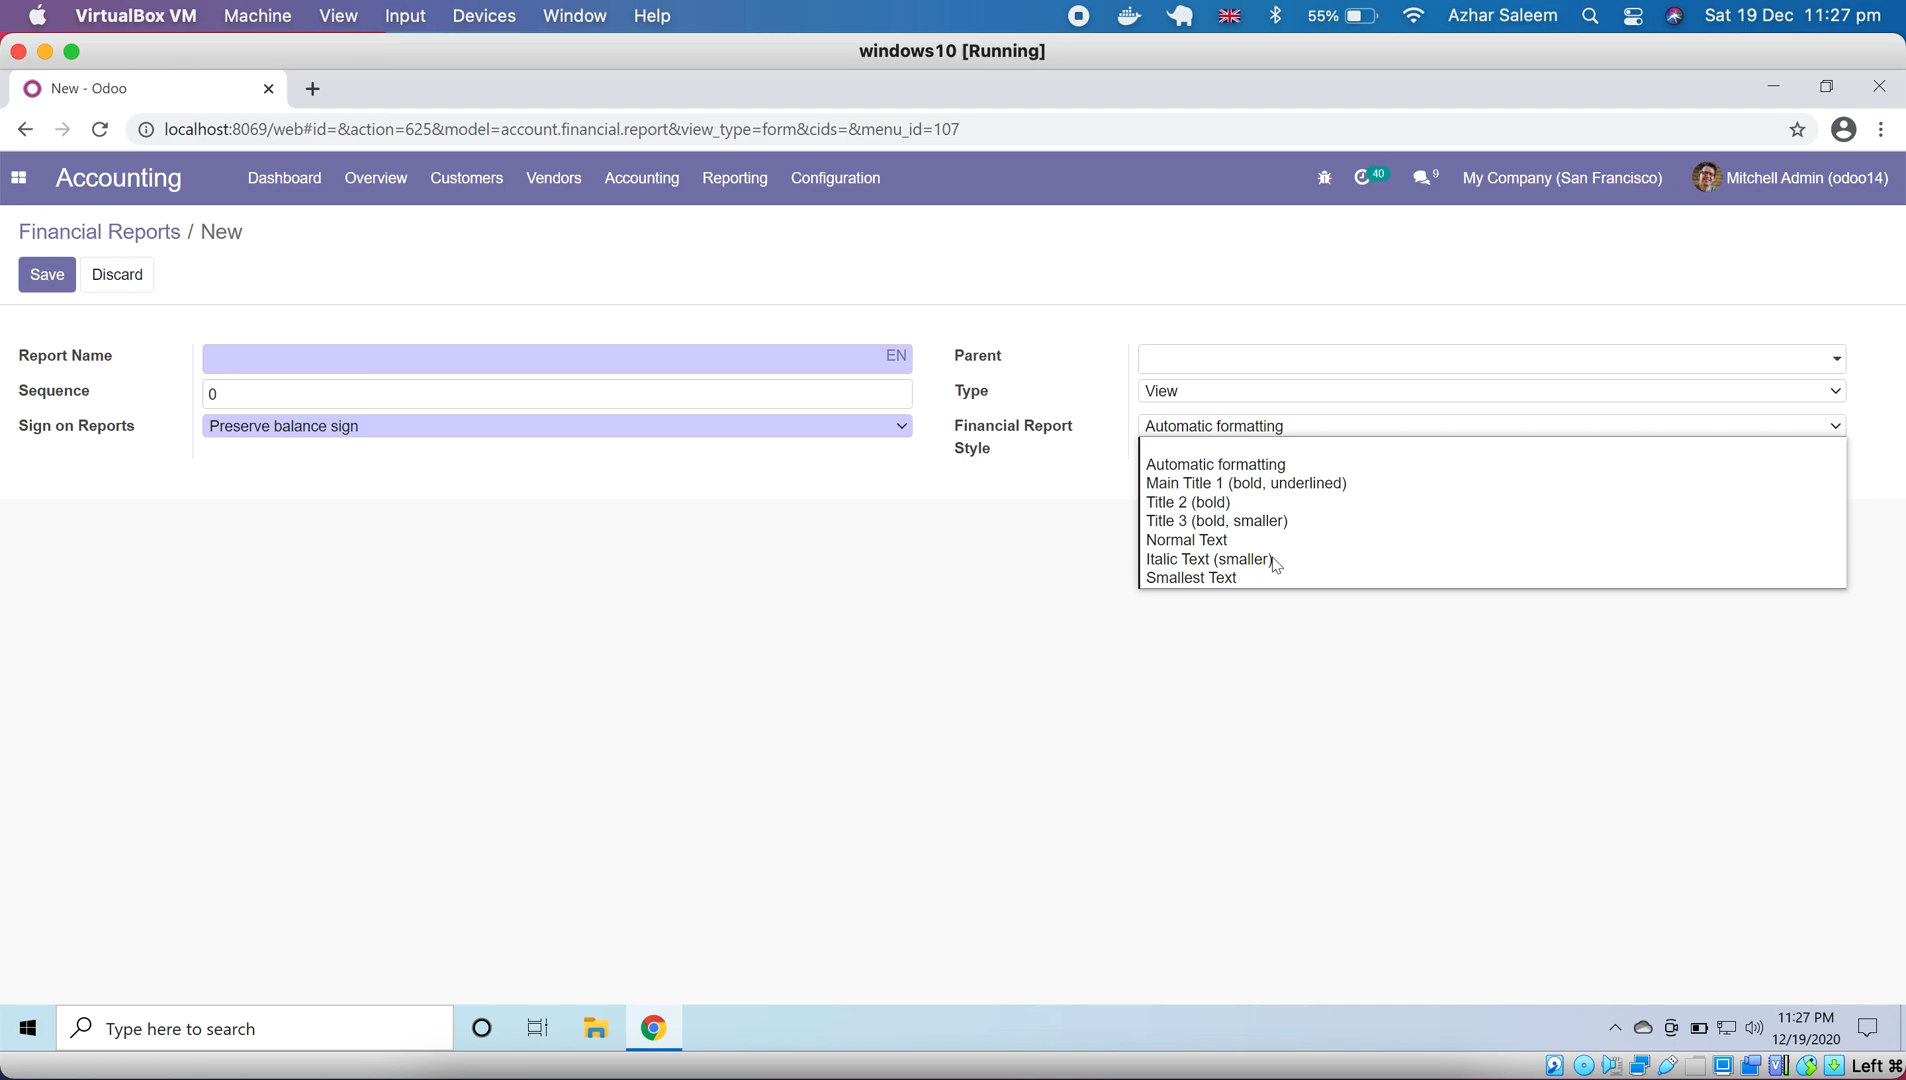 VirtualBox VM Machine View Input Devices Window Help 55% Azhar Saleem Sat 19 Dec 11:27 pm
windows10 [Running]
New - Odoo
localhost:8069/web#id=&action=625&model=account.financial.report&view_type=form&cids=&menu_id=107
Accounting Dashboard Overview Customers Vendors Accounting Reporting Configuration 40 9 My Company (San Francisco) Mitchell Admin (odoo14)
Financial Reports / New
Save Discard
Report Name EN Parent
Sequence 0 Type View
Sign on Reports Preserve balance sign Financial Report Automatic formatting
Style
Automatic formatting
Main Title 1 (bold, underlined)
Title 2 (bold)
Title 3 (bold, smaller)
Normal Text
Italic Text (smaller)
Smallest Text
Type here to search 11:27 PM
12/19/2020
Left ⌘